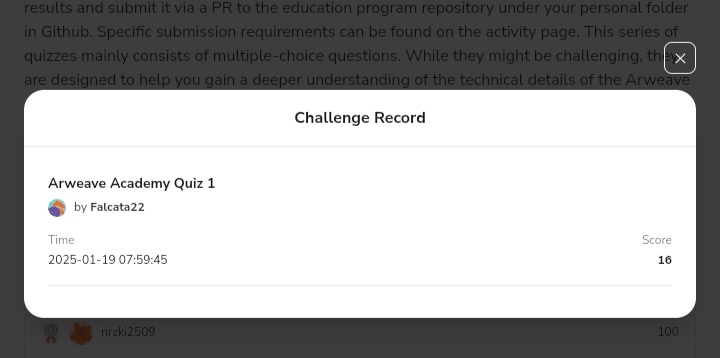 results and submit it via a PR to the education program repository under your personal folder
in Github. Specific submission requirements can be found on the activity page. This series of
quizzes mainly consists of multiple-choice questions. While they might be challenging, they
are designed to help you gain a deeper understanding of the technical details of the Arweave
Challenge Record
Arweave Academy Quiz 1
by Falcata22
Time Score
2025-01-19 07:59:45 16
rirzki2509 100